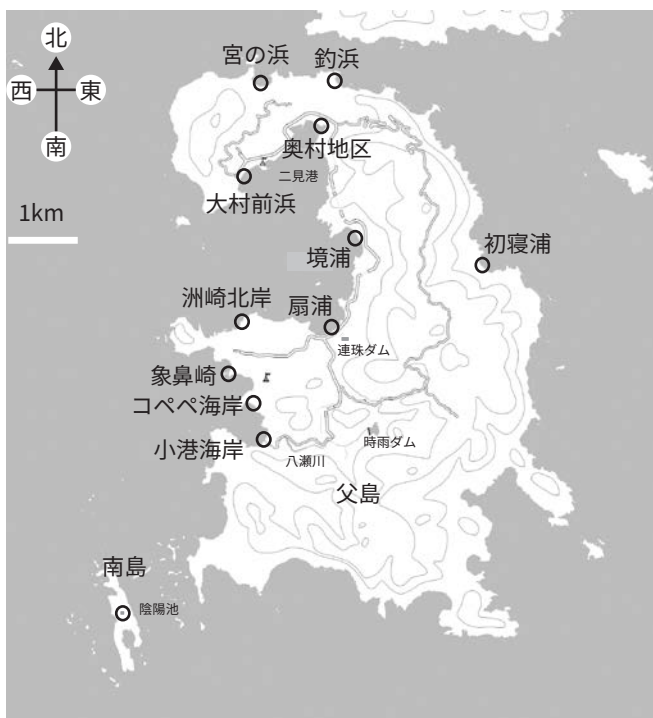 北
西
東
南
1km
宮の浜
釣浜
奥村地区
二見港
大村前浜
境浦
初寝浦
洲崎北岸
扇浦
連珠ダム
象鼻崎
コペペ海岸
小港海岸
八瀬川
時雨ダム
父島
南島
陰陽池